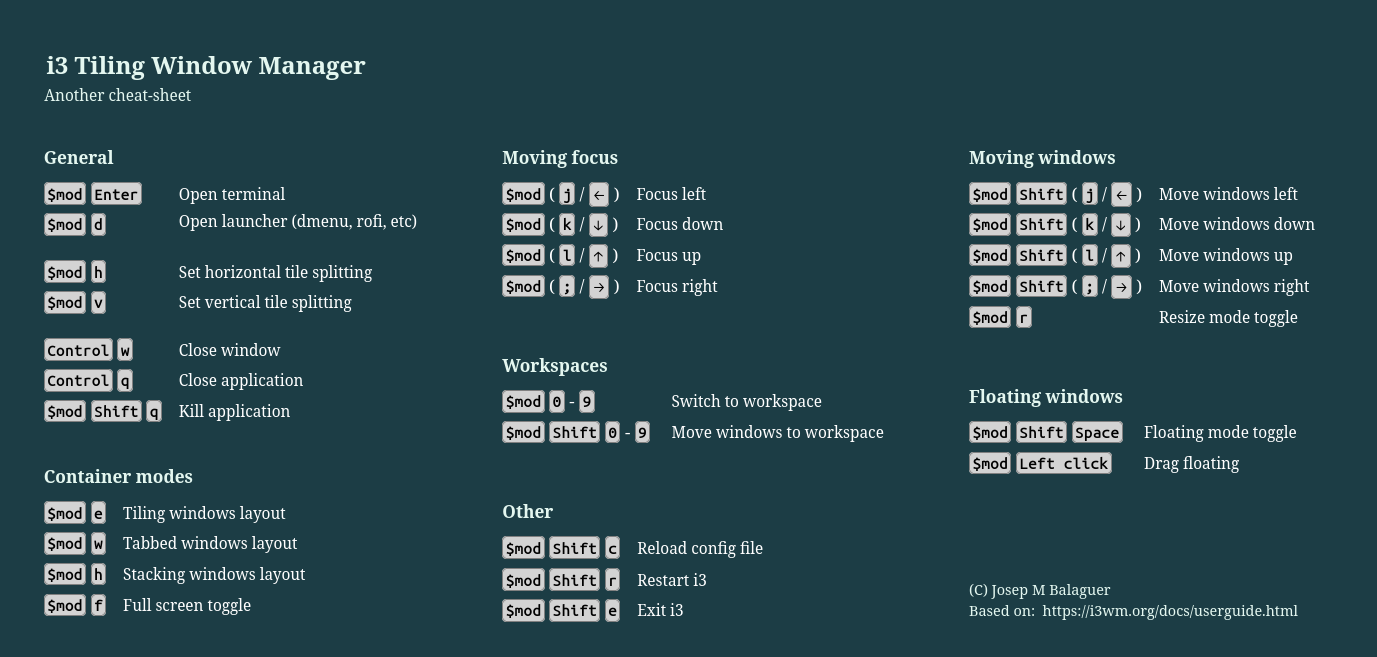 i3 Tiling Window Manager
Another cheat-sheet
General
$mod Enter Open terminal
$mod d Open launcher (dmenu, rofi, etc)
$mod h Set horizontal tile splitting
$mod v Set vertical tile splitting
Control w Close window
Control q Close application
$mod Shift q Kill application
Container modes
$mod e Tiling windows layout
$mod w Tabbed windows layout
$mod h Stacking windows layout
$mod f Full screen toggle
Moving focus
$mod ( j / ← ) Focus left
$mod ( k / ↓ ) Focus down
$mod ( l / ↑ ) Focus up
$mod ( ; / → ) Focus right
Workspaces
$mod 0 - 9 Switch to workspace
$mod Shift 0 - 9 Move windows to workspace
Other
$mod Shift c Reload config file
$mod Shift r Restart i3
$mod Shift e Exit i3
Moving windows
$mod Shift ( j / ← ) Move windows left
$mod Shift ( k / ↓ ) Move windows down
$mod Shift ( l / ↑ ) Move windows up
$mod Shift ( ; / → ) Move windows right
$mod r Resize mode toggle
Floating windows
$mod Shift Space Floating mode toggle
$mod Left click Drag floating
(C) Josep M Balaguer
Based on: https://i3wm.org/docs/userguide.html